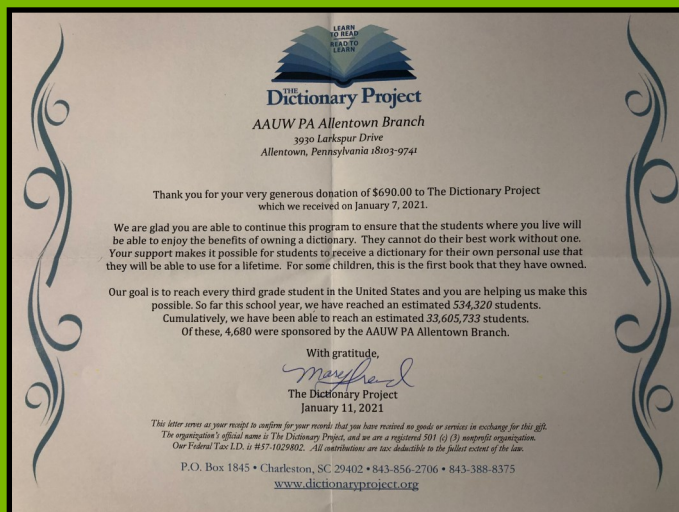 LEARN
TO READ
READ TO
LEARN
THE
Dictionary Project
AAUW PA Allentown Branch
3930 Larkspur Drive
Allentown, Pennsylvania 18103-9741
Thank you for your very generous donation of $690.00 to The Dictionary Project
which we received on January 7, 2021.
We are glad you are able to continue this program to ensure that the students where you live will
be able to enjoy the benefits of owning a dictionary. They cannot do their best work without one.
Your support makes it possible for students to receive a dictionary for their own personal use that
they will be able to use for a lifetime. For some children, this is the first book that they have owned.
Our goal is to reach every third grade student in the United States and you are helping us make this
possible. So far this school year, we have reached an estimated 534,320 students.
Cumulatively, we have been able to reach an estimated 33,605,733 students.
Of these, 4,680 were sponsored by the AAUW PA Allentown Branch.
With gratitude,
The Dictionary Project
January 11, 2021
This letter serves as your receipt to confirm for your records that you have received no goods or services in exchange for this gift.
The organization's official name is The Dictionary Project, and we are a registered 501 (c) (3) nonprofit organization.
Our Federal Tax I.D. is #57-1029802. All contributions are tax deductible to the fullest extent of the law.
P.O. Box 1845 • Charleston, SC 29402 • 843-856-2706 • 843-388-8375
www.dictionaryproject.org